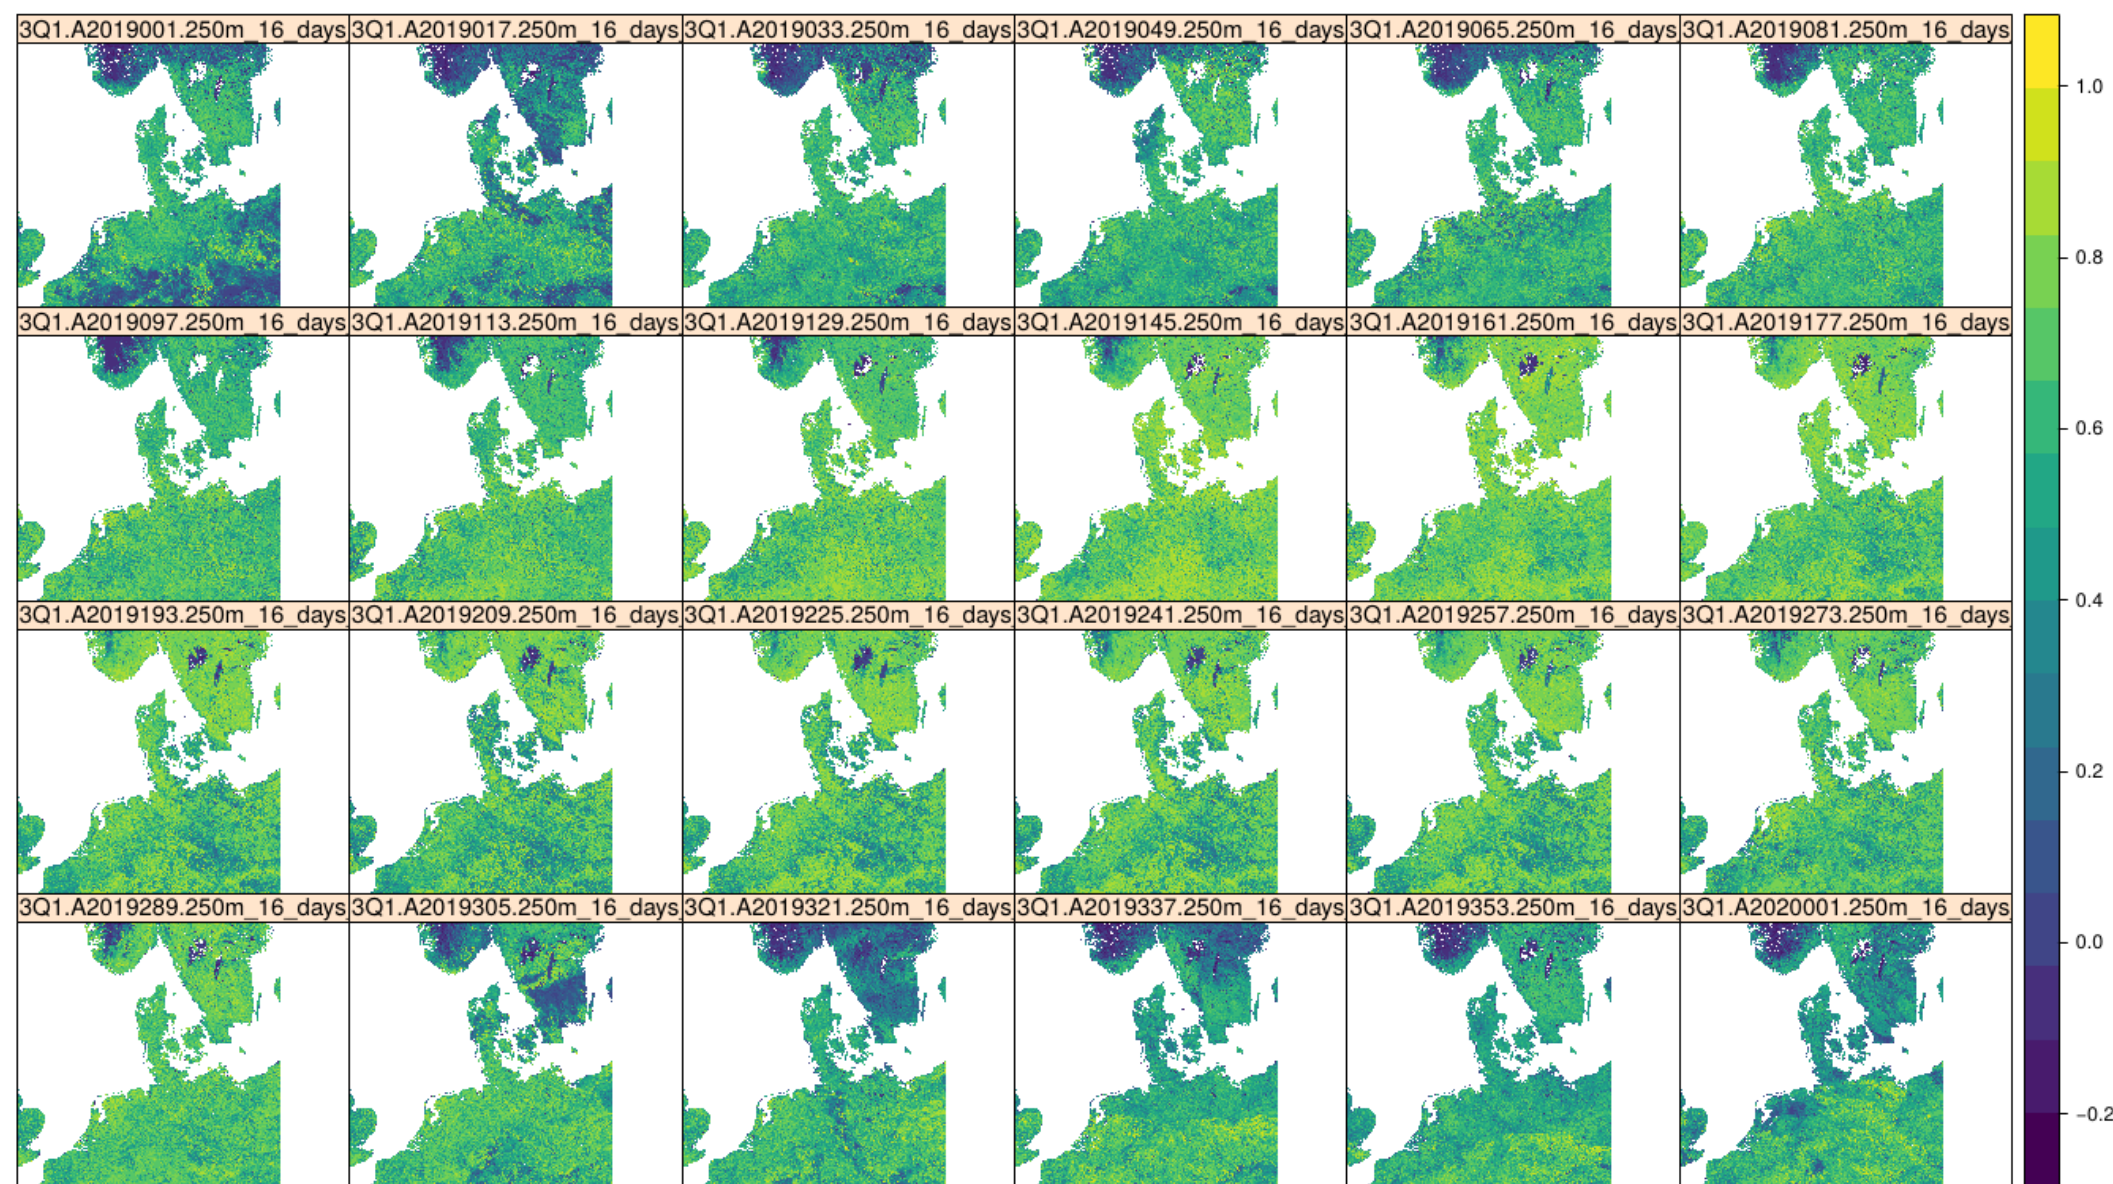 3Q1.A2019001.250m_16_days
3Q1.A2019017.250m_16_days
3Q1.A2019033.250m_16_days
3Q1.A2019049.250m_16_days
3Q1.A2019065.250m_16_days
3Q1.A2019081.250m_16_days
3Q1.A2019097.250m_16_days
3Q1.A2019113.250m_16_days
3Q1.A2019129.250m_16_days
3Q1.A2019145.250m_16_days
3Q1.A2019161.250m_16_days
3Q1.A2019177.250m_16_days
3Q1.A2019193.250m_16_days
3Q1.A2019209.250m_16_days
3Q1.A2019225.250m_16_days
3Q1.A2019241.250m_16_days
3Q1.A2019257.250m_16_days
3Q1.A2019273.250m_16_days
3Q1.A2019289.250m_16_days
3Q1.A2019305.250m_16_days
3Q1.A2019321.250m_16_days
3Q1.A2019337.250m_16_days
3Q1.A2019353.250m_16_days
3Q1.A2020001.250m_16_days
1.0
0.8
0.6
0.4
0.2
0.0
−0.2